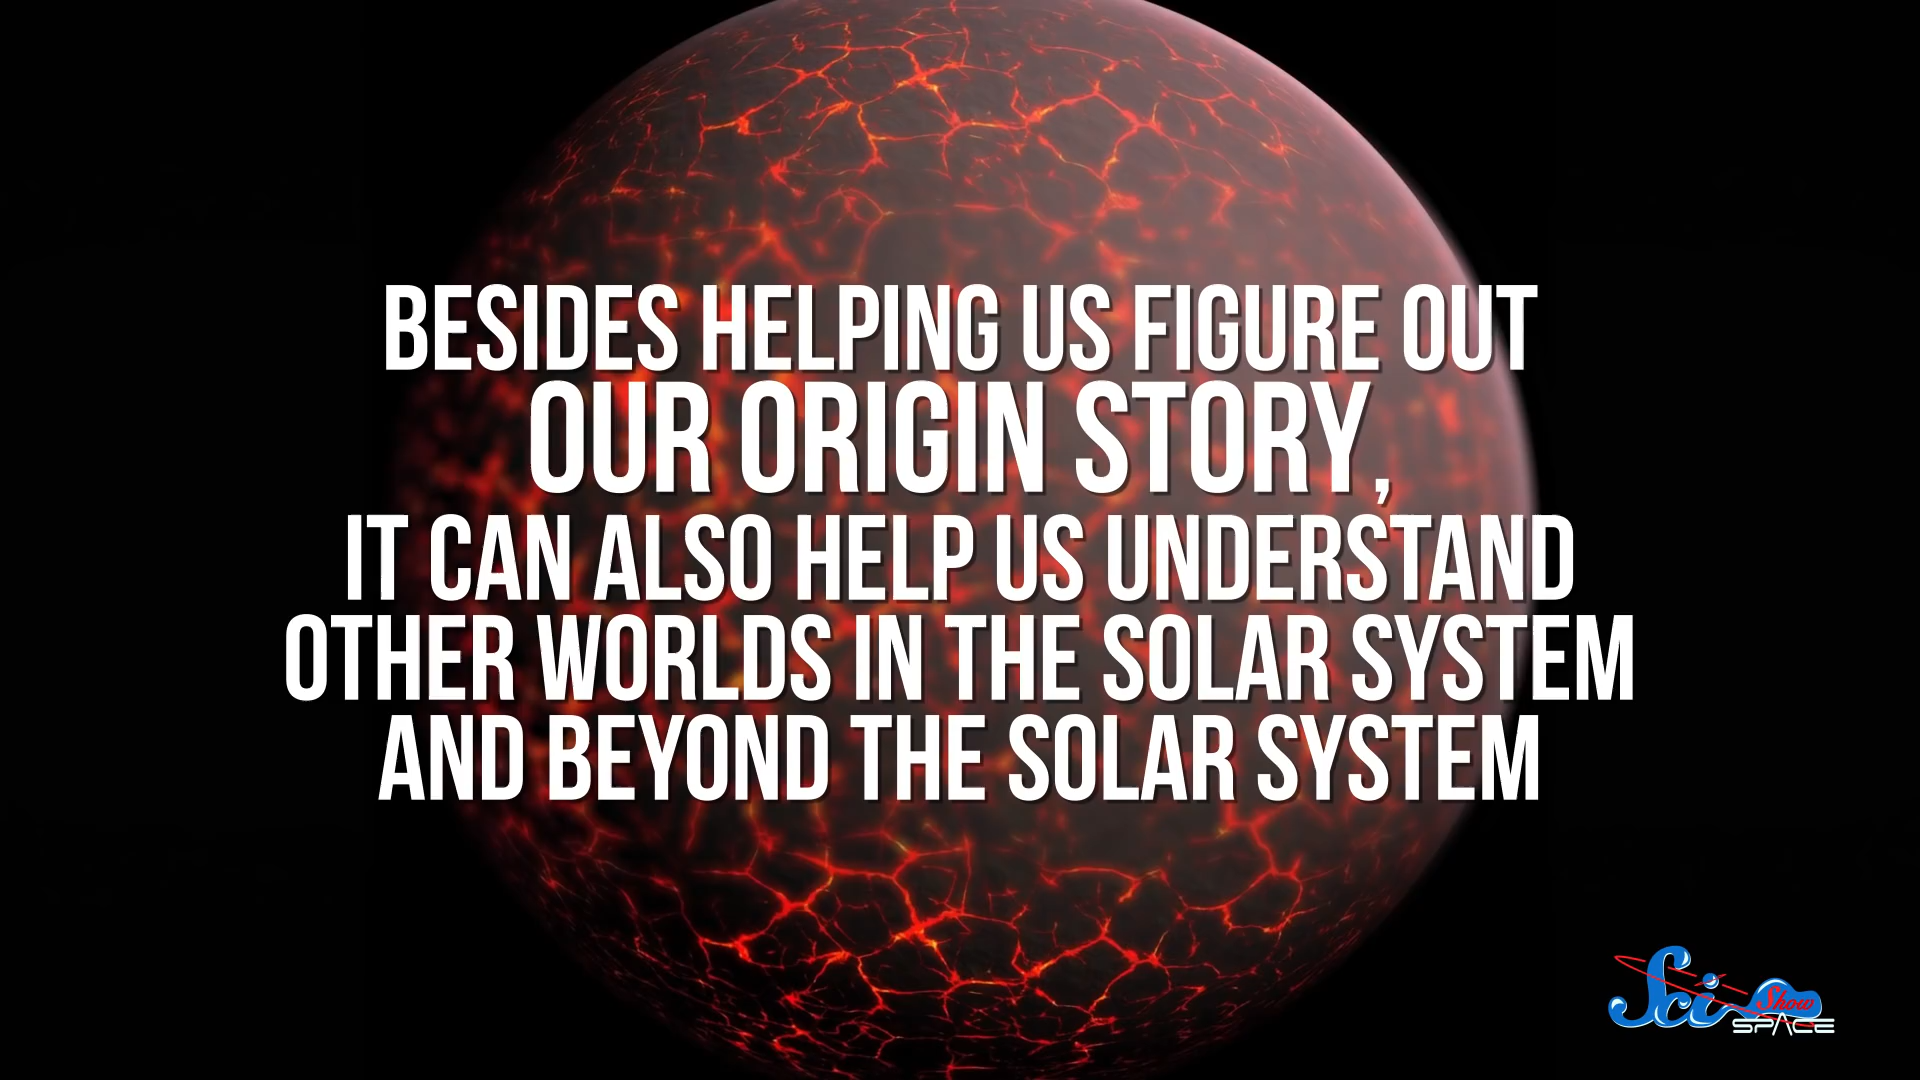 BESIDES HELPING US FIGURE OUT
OUR ORIGIN STORY,
IT CAN ALSO HELP US UNDERSTAND
OTHER WORLDS IN THE SOLAR SYSTEM
AND BEYOND THE SOLAR SYSTEM
Sci Show
SPACE